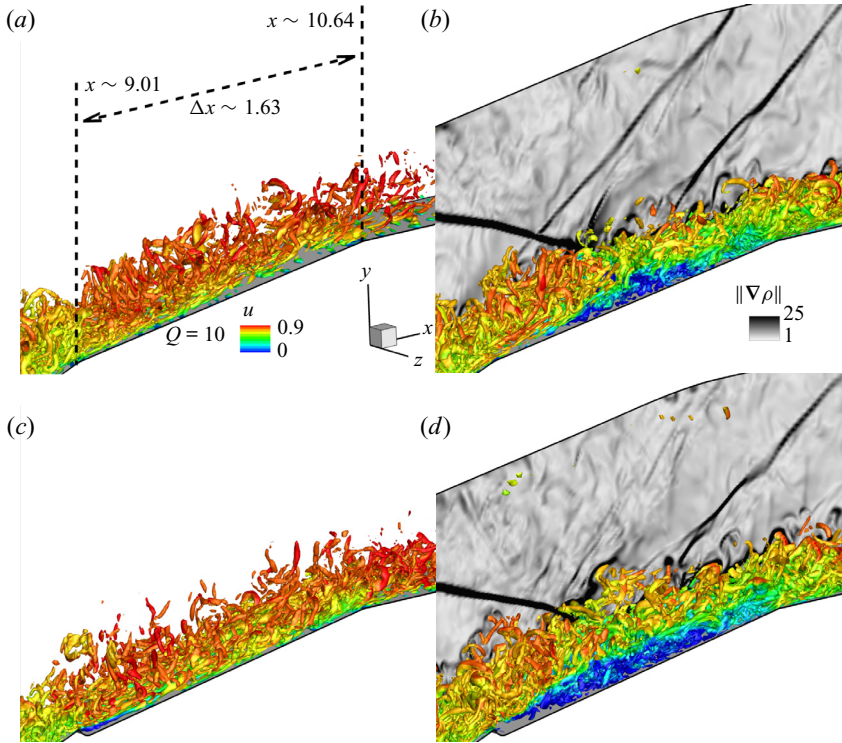 (a)
x ~ 10.64
(b)
x ~ 9.01
Δx ~ 1.63
y
x
z
Q = 10
u
0.9
0
‖∇ρ‖
25
1
(c)
(d)